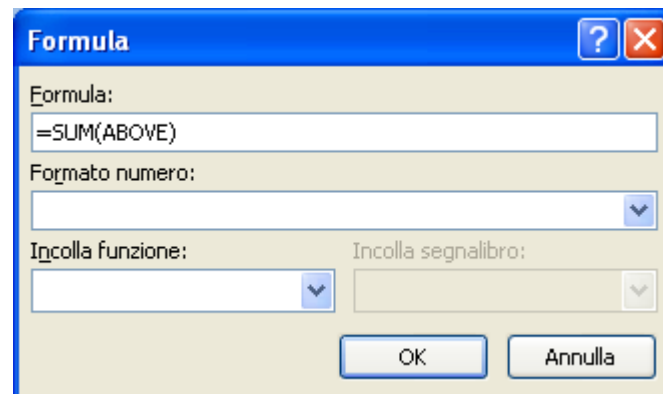 Formula
Formula:
=SUM(ABOVE)
Formato numero:
Incolla funzione: Incolla segnalibro:
OK Annulla